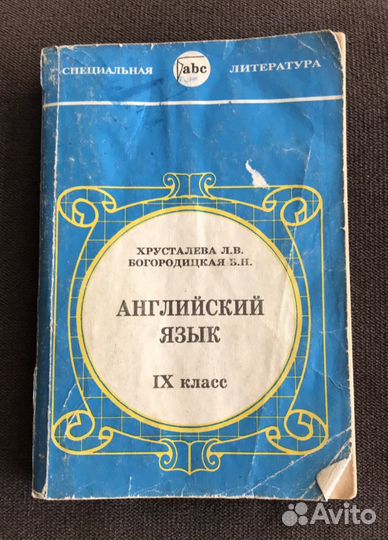 СПЕЦИАЛЬНАЯ abc ЛИТЕРАТУРА
ХРУСТАЛЕВА Л.В.
БОГОРОДИЦКАЯ В.Н.
АНГЛИЙСКИЙ
ЯЗЫК
IX класс
Avito